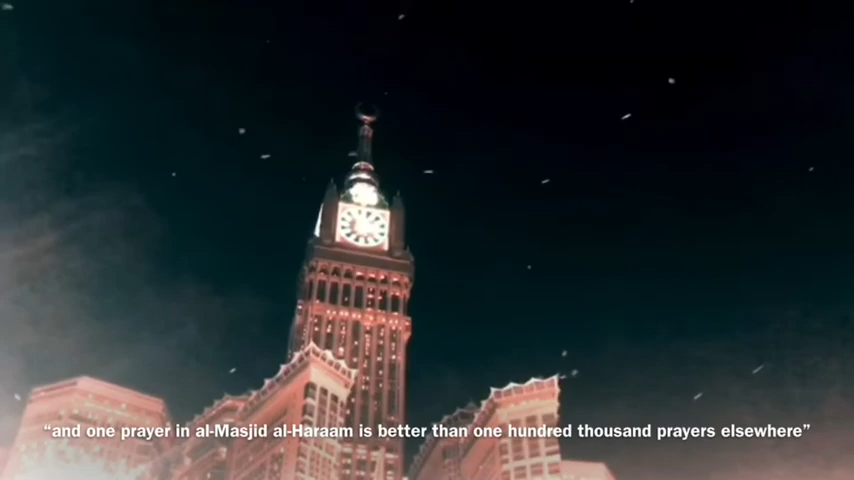 “and one prayer in al-Masjid al-Haraam is better than one hundred thousand prayers elsewhere”